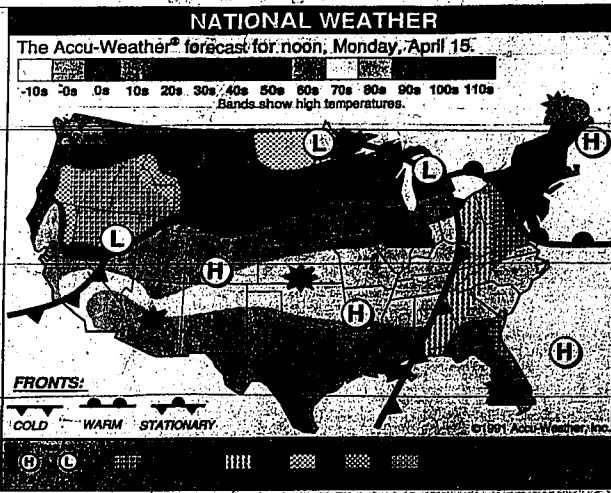 NATIONAL WEATHER
The Accu-Weather® forecast for noon, Monday, April 15.
-10s -0s 0s 10s 20s 30s 40s 50s 60s 70s 80s 90s 100s 110s
Bands show high temperatures.
L
H
L
L
H
H
H
FRONTS:
COLD WARM STATIONARY
©1991 Accu-Weather, Inc.
H L